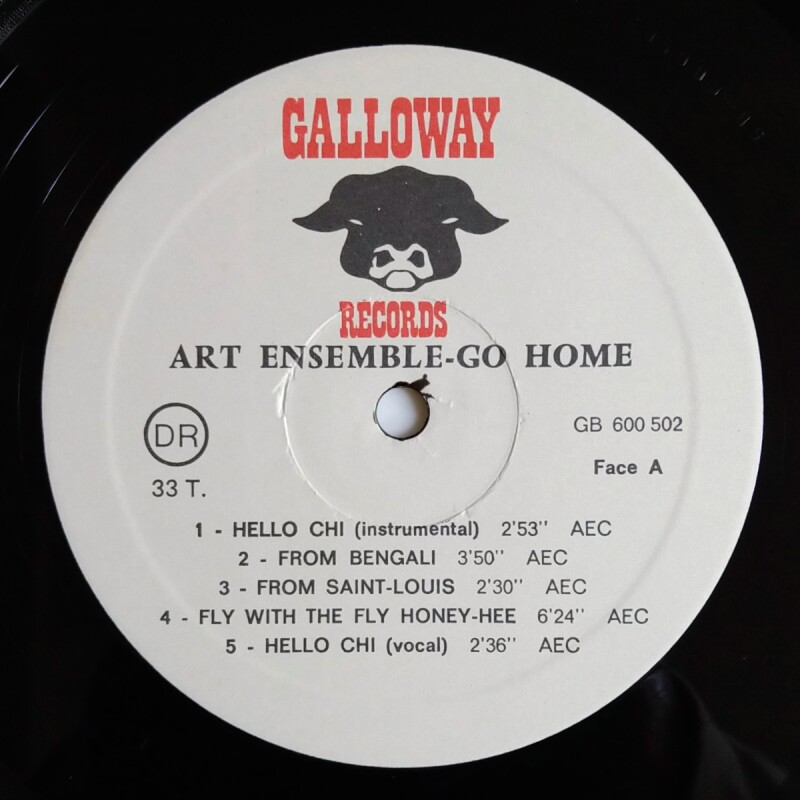 GALLOWAY
RECORDS
ART ENSEMBLE-GO HOME
DR
GB 600 502
33 T.
Face A
1 - HELLO CHI (instrumental) 2'53'' AEC
2 - FROM BENGALI 3'50'' AEC
3 - FROM SAINT-LOUIS 2'30'' AEC
4 - FLY WITH THE FLY HONEY-HEE 6'24'' AEC
5 - HELLO CHI (vocal) 2'36'' AEC